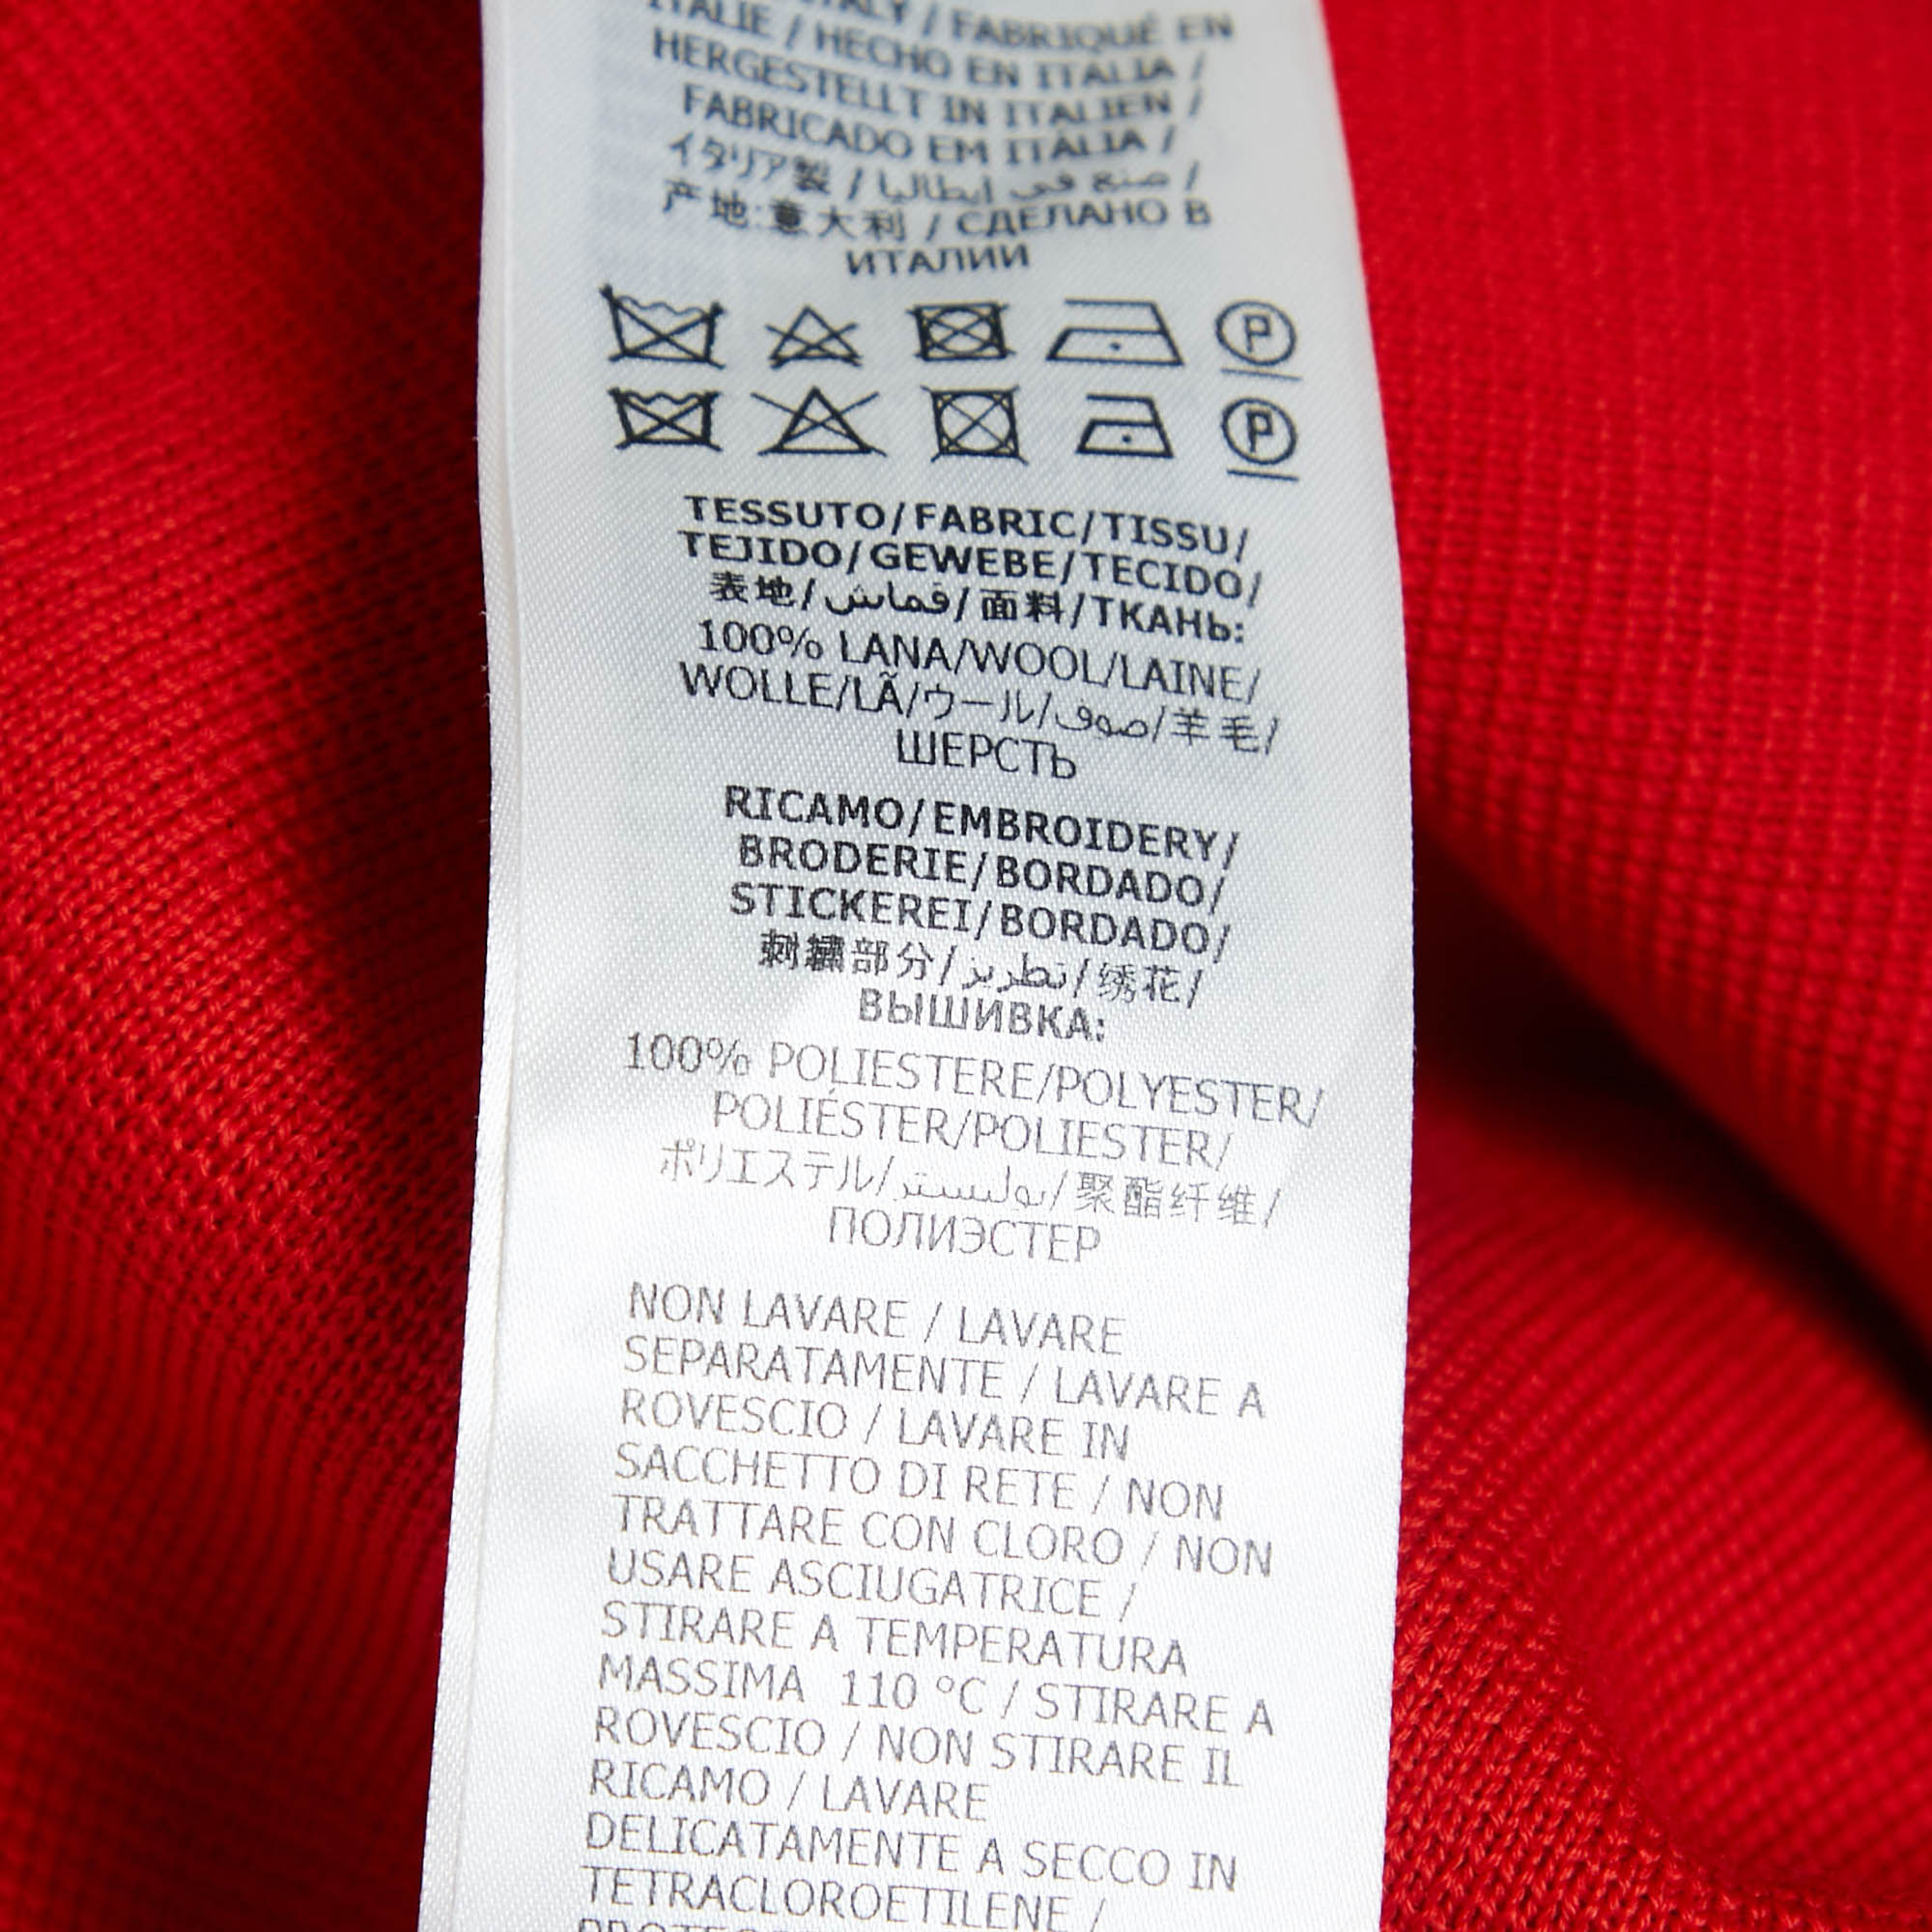 ITALY / FABRIQUÉ EN
ITALIE / HECHO EN ITALIA /
HERGESTELLT IN ITALIEN /
FABRICADO EM ITÁLIA /
イタリア製 / صنع في إيطاليا /
产地:意大利 / СДЕЛАНО В
ИТАЛИИ
P
P
TESSUTO/FABRIC/TISSU/
TEJIDO/GEWEBE/TECIDO/
表地/قماش/面料/ТКАНЬ:
100% LANA/WOOL/LAINE/
WOLLE/LÃ/ウール/صوف/羊毛/
ШЕРСТЬ
RICAMO/EMBROIDERY/
BRODERIE/BORDADO/
STICKEREI/BORDADO/
刺繍部分/تطريز/绣花/
ВЫШИВКА:
100% POLIESTERE/POLYESTER/
POLIÉSTER/POLIESTER/
ポリエステル/بوليستر/聚酯纤维/
ПОЛИЭСТЕР
NON LAVARE / LAVARE
SEPARATAMENTE / LAVARE A
ROVESCIO / LAVARE IN
SACCHETTO DI RETE / NON
TRATTARE CON CLORO / NON
USARE ASCIUGATRICE /
STIRARE A TEMPERATURA
MASSIMA 110 °C / STIRARE A
ROVESCIO / NON STIRARE IL
RICAMO / LAVARE
DELICATAMENTE A SECCO IN
TETRACLOROETILENE /